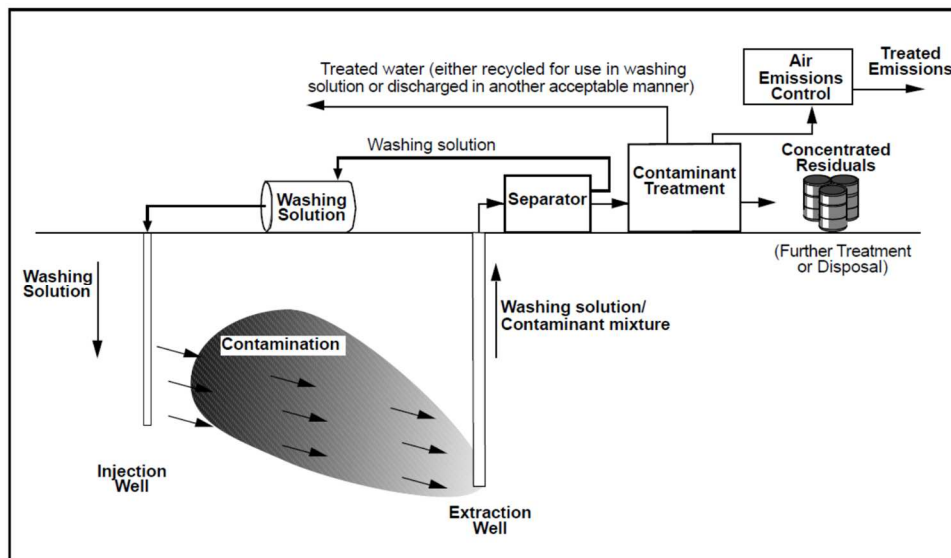 Treated water (either recycled for use in washing
solution or discharged in another acceptable manner)
Air
Emissions
Control
Treated
Emissions
Washing solution
Washing
Solution
Separator
Contaminant
Treatment
Concentrated
Residuals
(Further Treatment
or Disposal)
Washing
Solution
Washing solution/
Contaminant mixture
Contamination
Injection
Well
Extraction
Well